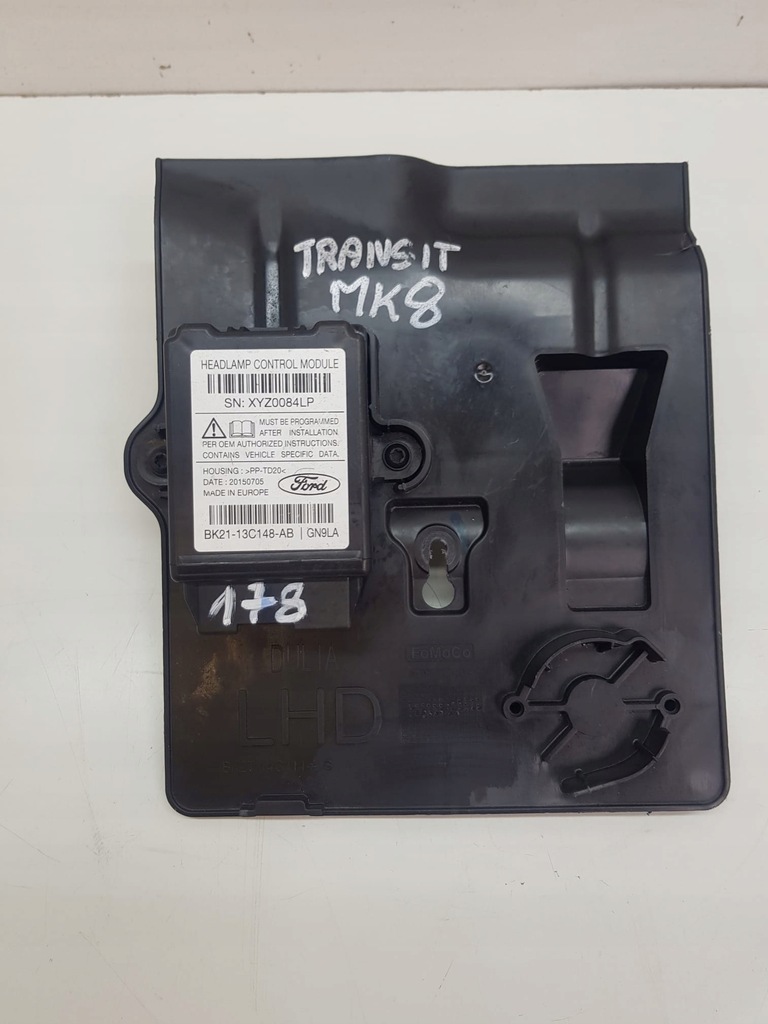 TRANSIT
MK8
HEADLAMP CONTROL MODULE
SN: XYZ0084LP
MUST BE PROGRAMMED
AFTER INSTALLATION
PER OEM AUTHORIZED INSTRUCTIONS.
CONTAINS VEHICLE SPECIFIC DATA.
HOUSING : >PP-TD20<
DATE : 20150705
MADE IN EUROPE
Ford
BK21-13C148-AB | GN9LA
178
FoMoCo
LHD